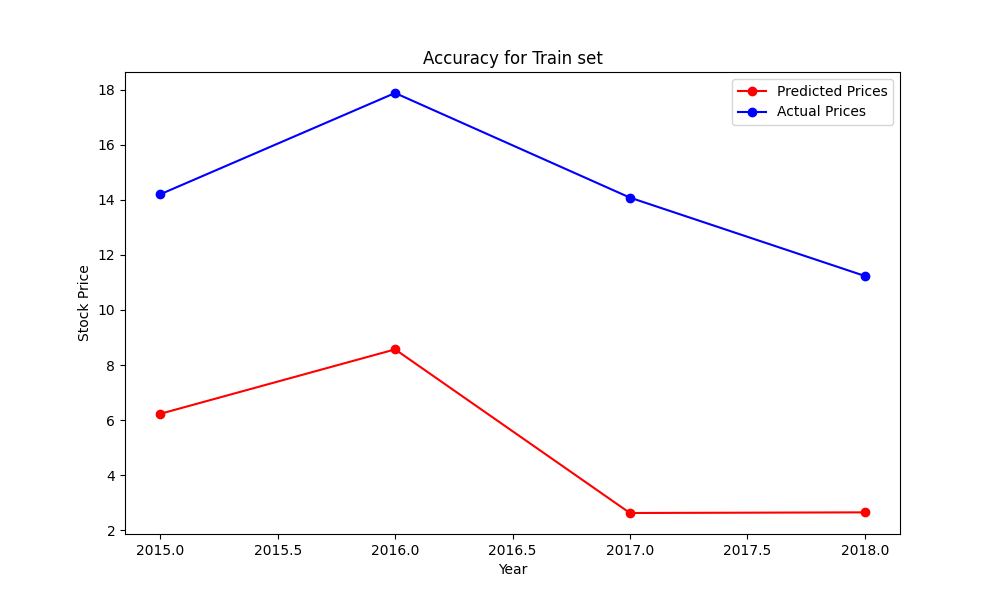 Accuracy for Train set
Predicted Prices
Actual Prices
18
16
14
12
10
8
6
4
2
Stock Price
2015.0 2015.5 2016.0 2016.5 2017.0 2017.5 2018.0
Year